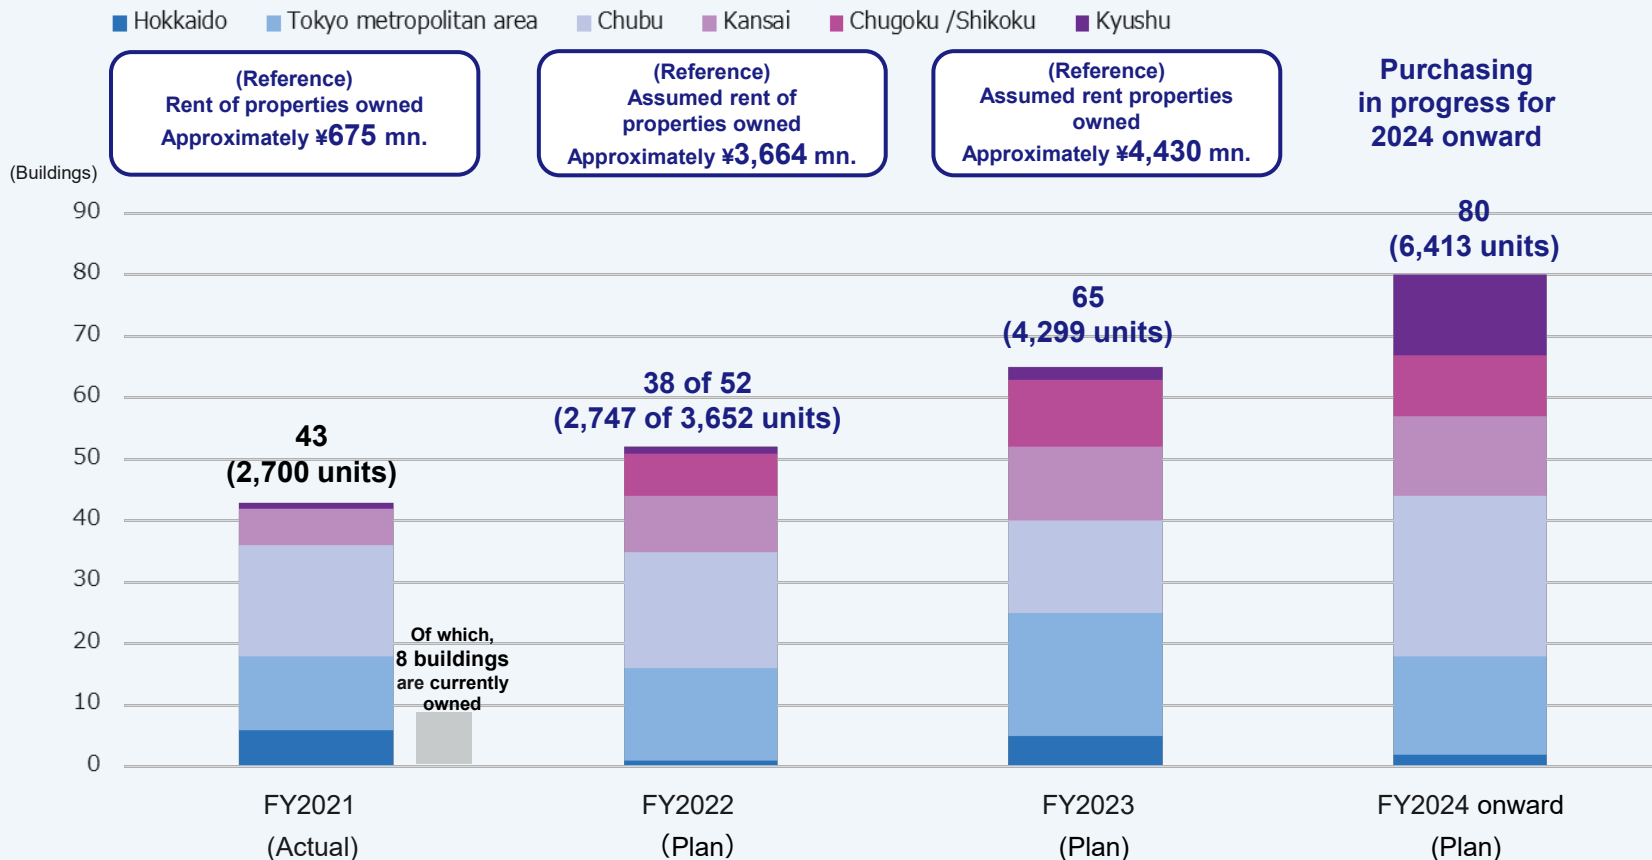 Hokkaido Tokyo metropolitan area Chubu Kansai Chugoku /Shikoku Kyushu
(Reference)
Rent of properties owned
Approximately ¥675 mn.
(Reference)
Assumed rent of
properties owned
Approximately ¥3,664 mn.
(Reference)
Assumed rent properties
owned
Approximately ¥4,430 mn.
Purchasing
in progress for
2024 onward
(Buildings)
90
80
70
60
50
40
30
20
10
0
43
(2,700 units)
Of which,
8 buildings
are currently
owned
38 of 52
(2,747 of 3,652 units)
65
(4,299 units)
80
(6,413 units)
FY2021
(Actual)
FY2022
（Plan）
FY2023
(Plan)
FY2024 onward
(Plan)